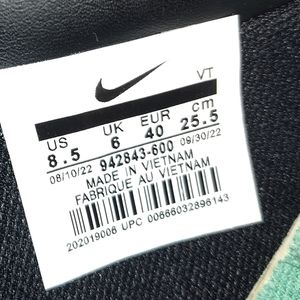 VT
US UK EUR cm
8.5 6 40 25.5
08/10/22 09/30/22
942843-600
MADE IN VIETNAM
FABRIQUE AU VIETNAM
202019006 UPC 00666032896143